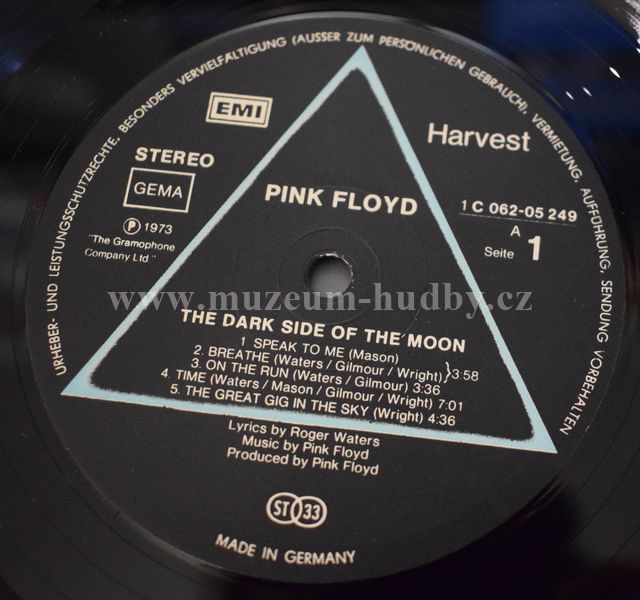 URHEBER- UND LEISTUNGSSCHUTZRECHTE, BESONDERS VERVIELFÄLTIGUNG (AUSSER ZUM PERSÖNLICHEN GEBRAUCH), VERMIETUNG, AUFFÜHRUNG, SENDUNG VORBEHALTEN
EMI
Harvest
STEREO
GEMA
PINK FLOYD
1C 062-05 249
A
Seite 1
Ⓟ 1973
"The Gramophone
Company Ltd."
www.muzeum-hudby.cz
THE DARK SIDE OF THE MOON
1 SPEAK TO ME (Mason)
2. BREATHE (Waters / Gilmour / Wright) }3:58
3. ON THE RUN (Waters / Gilmour) 3:36
4. TIME (Waters / Mason / Gilmour / Wright) 7:01
5. THE GREAT GIG IN THE SKY (Wright) 4:36
Lyrics by Roger Waters
Music by Pink Floyd
Produced by Pink Floyd
ST 33
MADE IN GERMANY